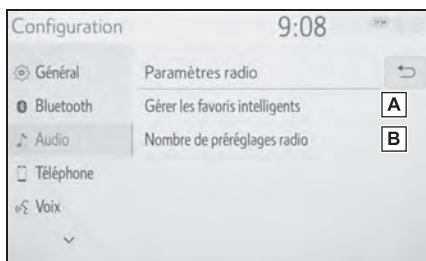 Configuration 9:08
Général
Paramètres radio
Bluetooth
Gérer les favoris intelligents A
Audio
Nombre de préréglages radio B
Téléphone
Voix